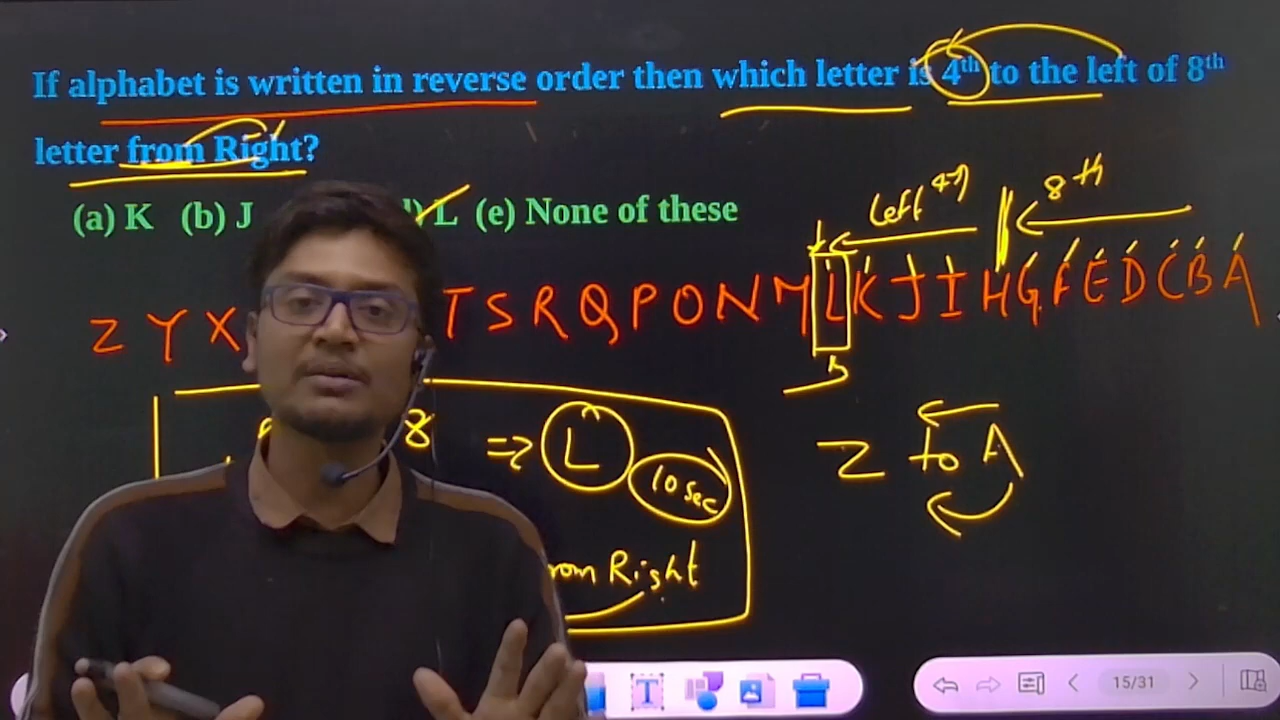 If alphabet is written in reverse order then which letter is 4th to the left of 8th
letter from Right?
(a) K (b) J d) L (e) None of these
left 4th
8th
Z Y X T S R Q P O N M L K J I H G F E D C B A
8 ⇒ L
10 sec
Z to A
from Right
15/31